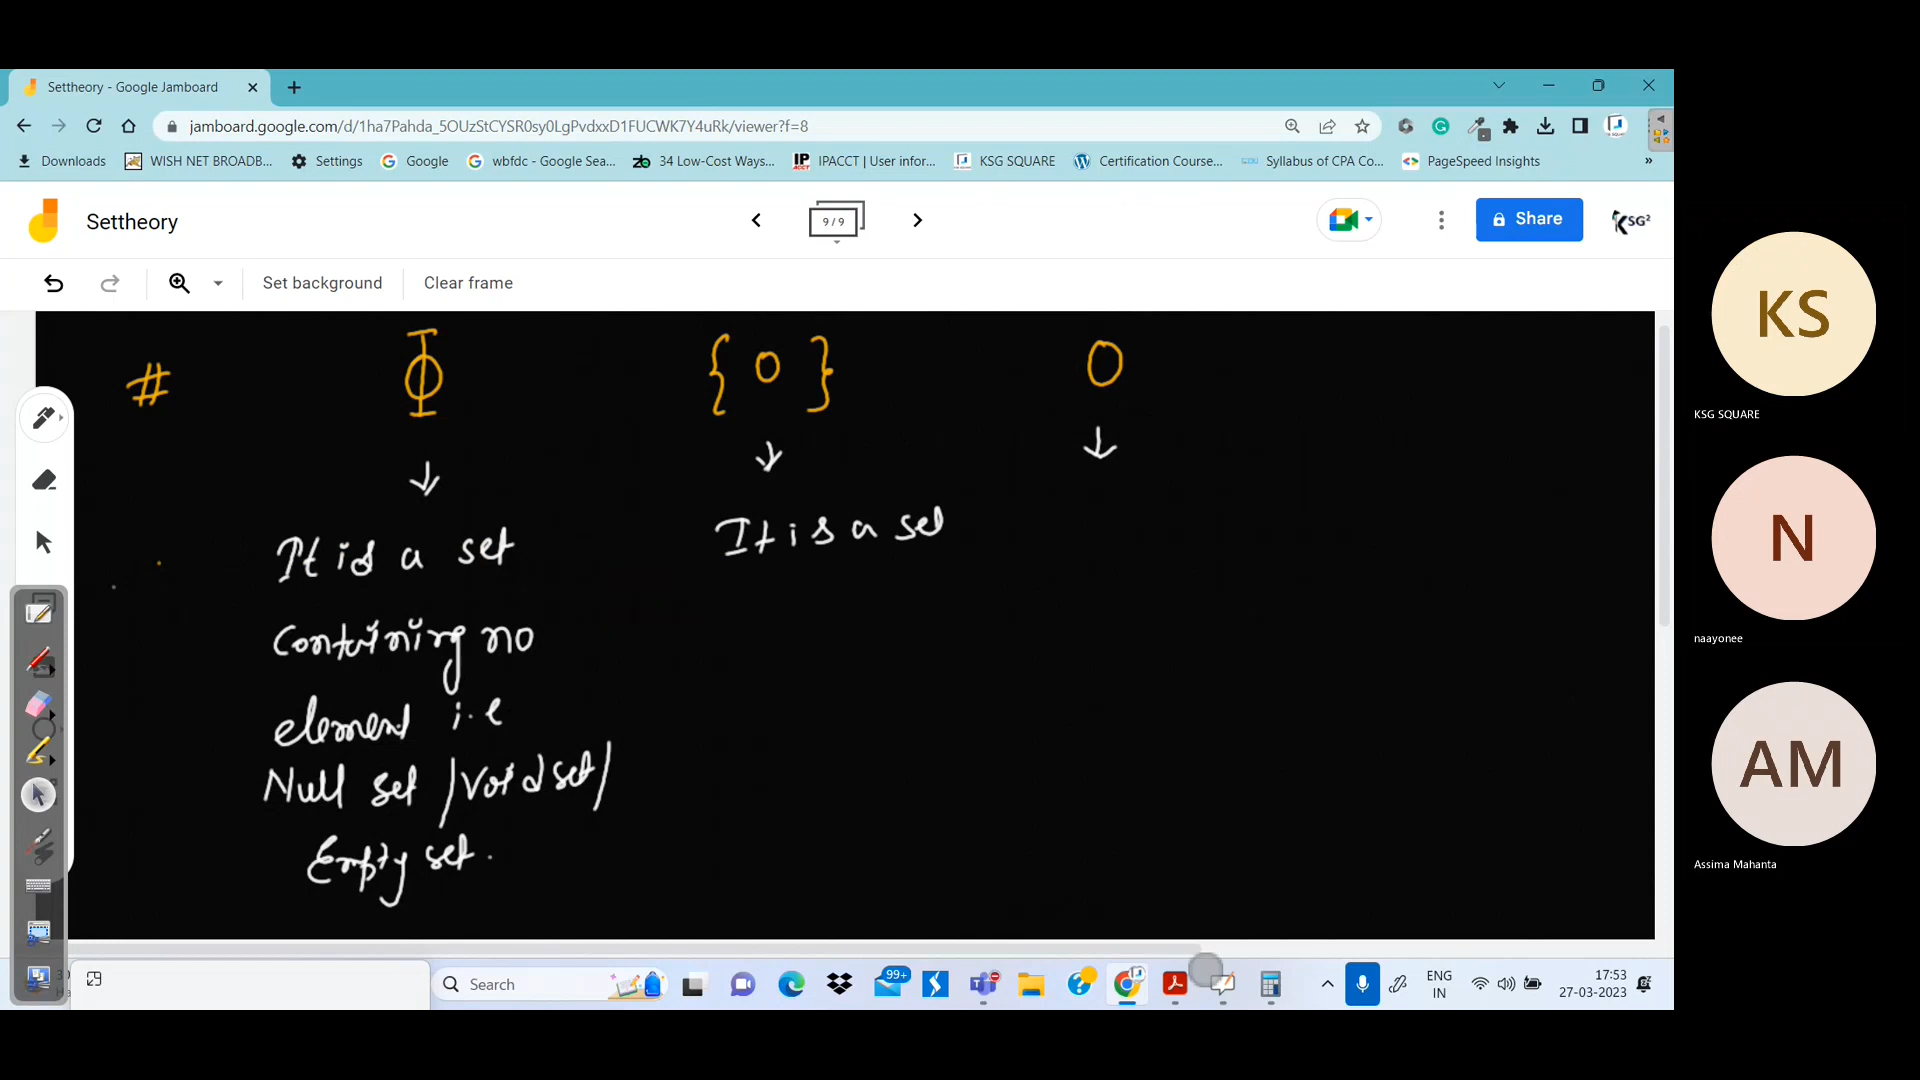 Settheory - Google Jamboard
jamboard.google.com/d/1ha7Pahda_5OUzStCYSR0sy0LgPvdxxD1FUCWK7Y4uRk/viewer?f=8
Downloads WISH NET BROADB... Settings Google wbfdc - Google Sea... 34 Low-Cost Ways... IPACCT | User infor... KSG SQUARE Certification Course... Syllabus of CPA Co... PageSpeed Insights »
Settheory 9 / 9 Share KSG²
Set background Clear frame
# Φ { 0 } 0
It is a set
containing no
element i.e
Null set /Void set/
Empty set.
It is a set
KS
KSG SQUARE
N
naayonee
AM
Assima Mahanta
Search 99+ ENG
IN 17:53
27-03-2023